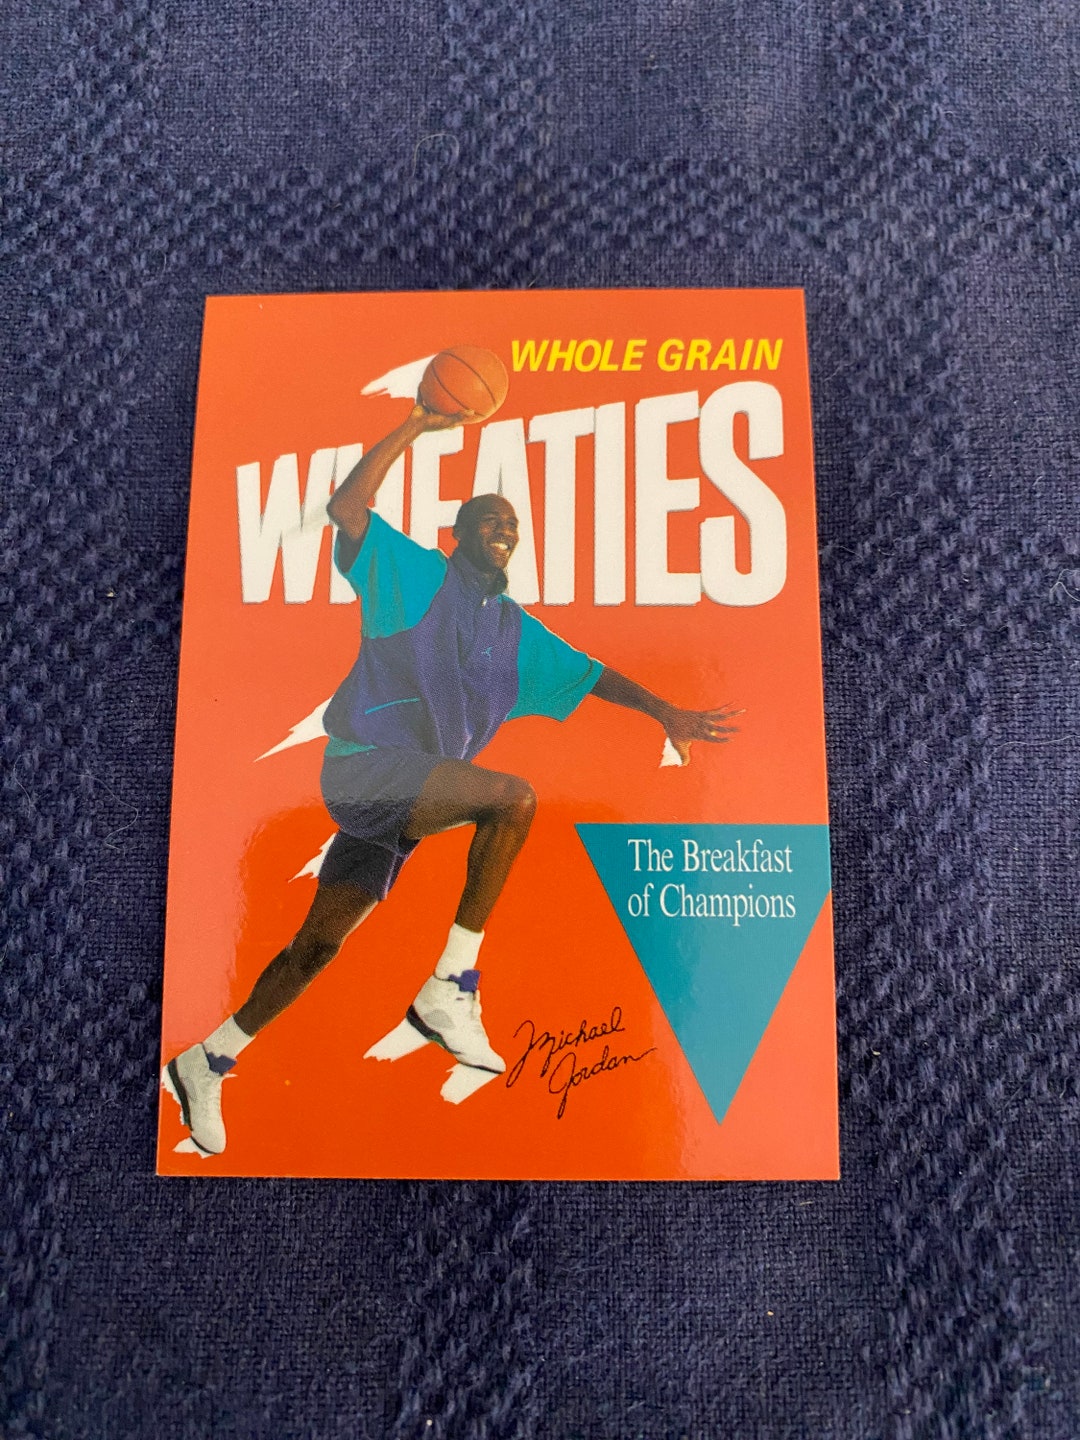 WHOLE GRAIN
WHEATIES
The Breakfast
of Champions
Michael
Jordan